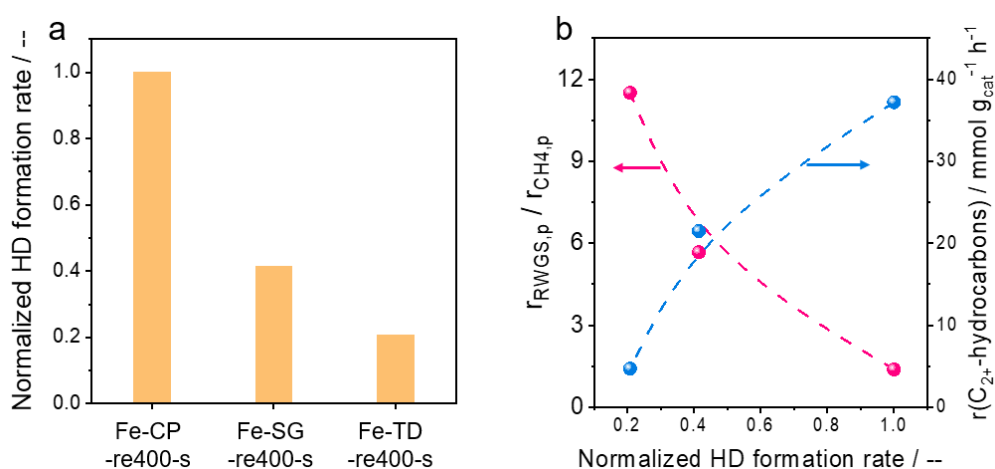 a
Normalized HD formation rate / --
1.0
0.8
0.6
0.4
0.2
0.0
Fe-CP
-re400-s
Fe-SG
-re400-s
Fe-TD
-re400-s
b
r_RWGS,p / r_CH4,p
12
9
6
3
0
0.2 0.4 0.6 0.8 1.0
Normalized HD formation rate / --
40
30
20
10
0
r(C₂₊-hydrocarbons) / mmol g_cat⁻¹ h⁻¹